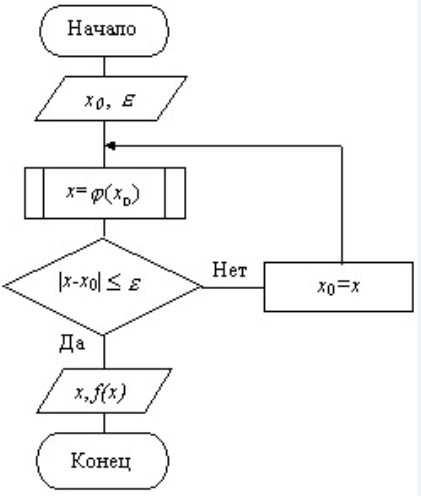 Начало
x₀, ε
x=φ(x₀)
|x-x₀| ≤ ε
Нет
x₀=x
Да
x,f(x)
Конец